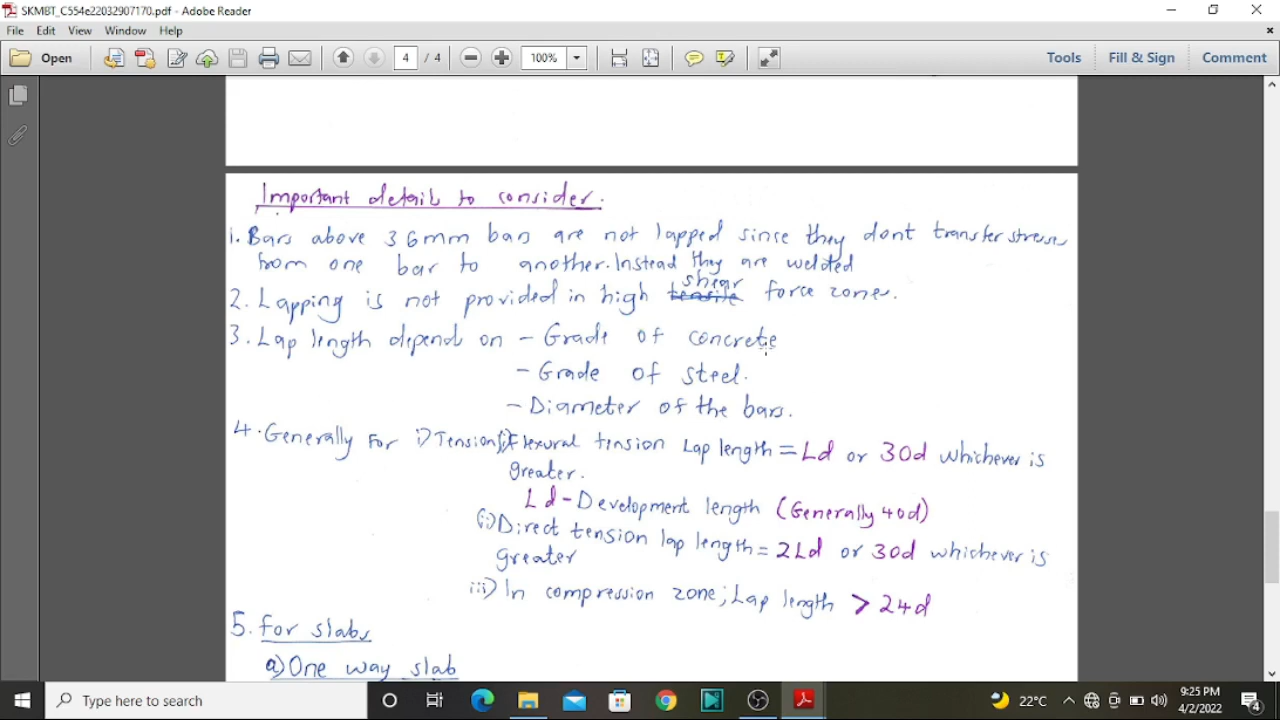 SKMBT_C554e22032907170.pdf - Adobe Reader
File Edit View Window Help
Open 4 / 4 100% Tools Fill & Sign Comment
Important detail to consider.
1. Bars above 36mm bars are not lapped since they dont transfer stresses
from one bar to another. Instead they are welded
shear
2. Lapping is not provided in high tensile force zones.
3. Lap length depend on - Grade of concrete
- Grade of steel.
- Diameter of the bars.
4. Generally For i) Tension i) Flexural tension Lap length = Ld or 30d whichever is
greater.
Ld - Development length (Generally 40d)
(ii) Direct tension lap length = 2Ld or 30d whichever is
greater
iii) In compression zone; Lap length > 24d
5. For slabs
a) One way slab
Type here to search 22°C 9:25 PM
4/2/2022
4